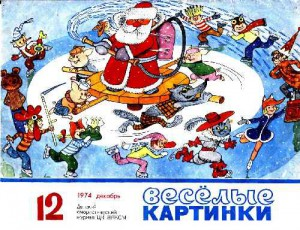 12
1974 декабрь
Детский
юмористический
журнал ЦК ВЛКСМ
ВЕСЁЛЫЕ
КАРТИНКИ